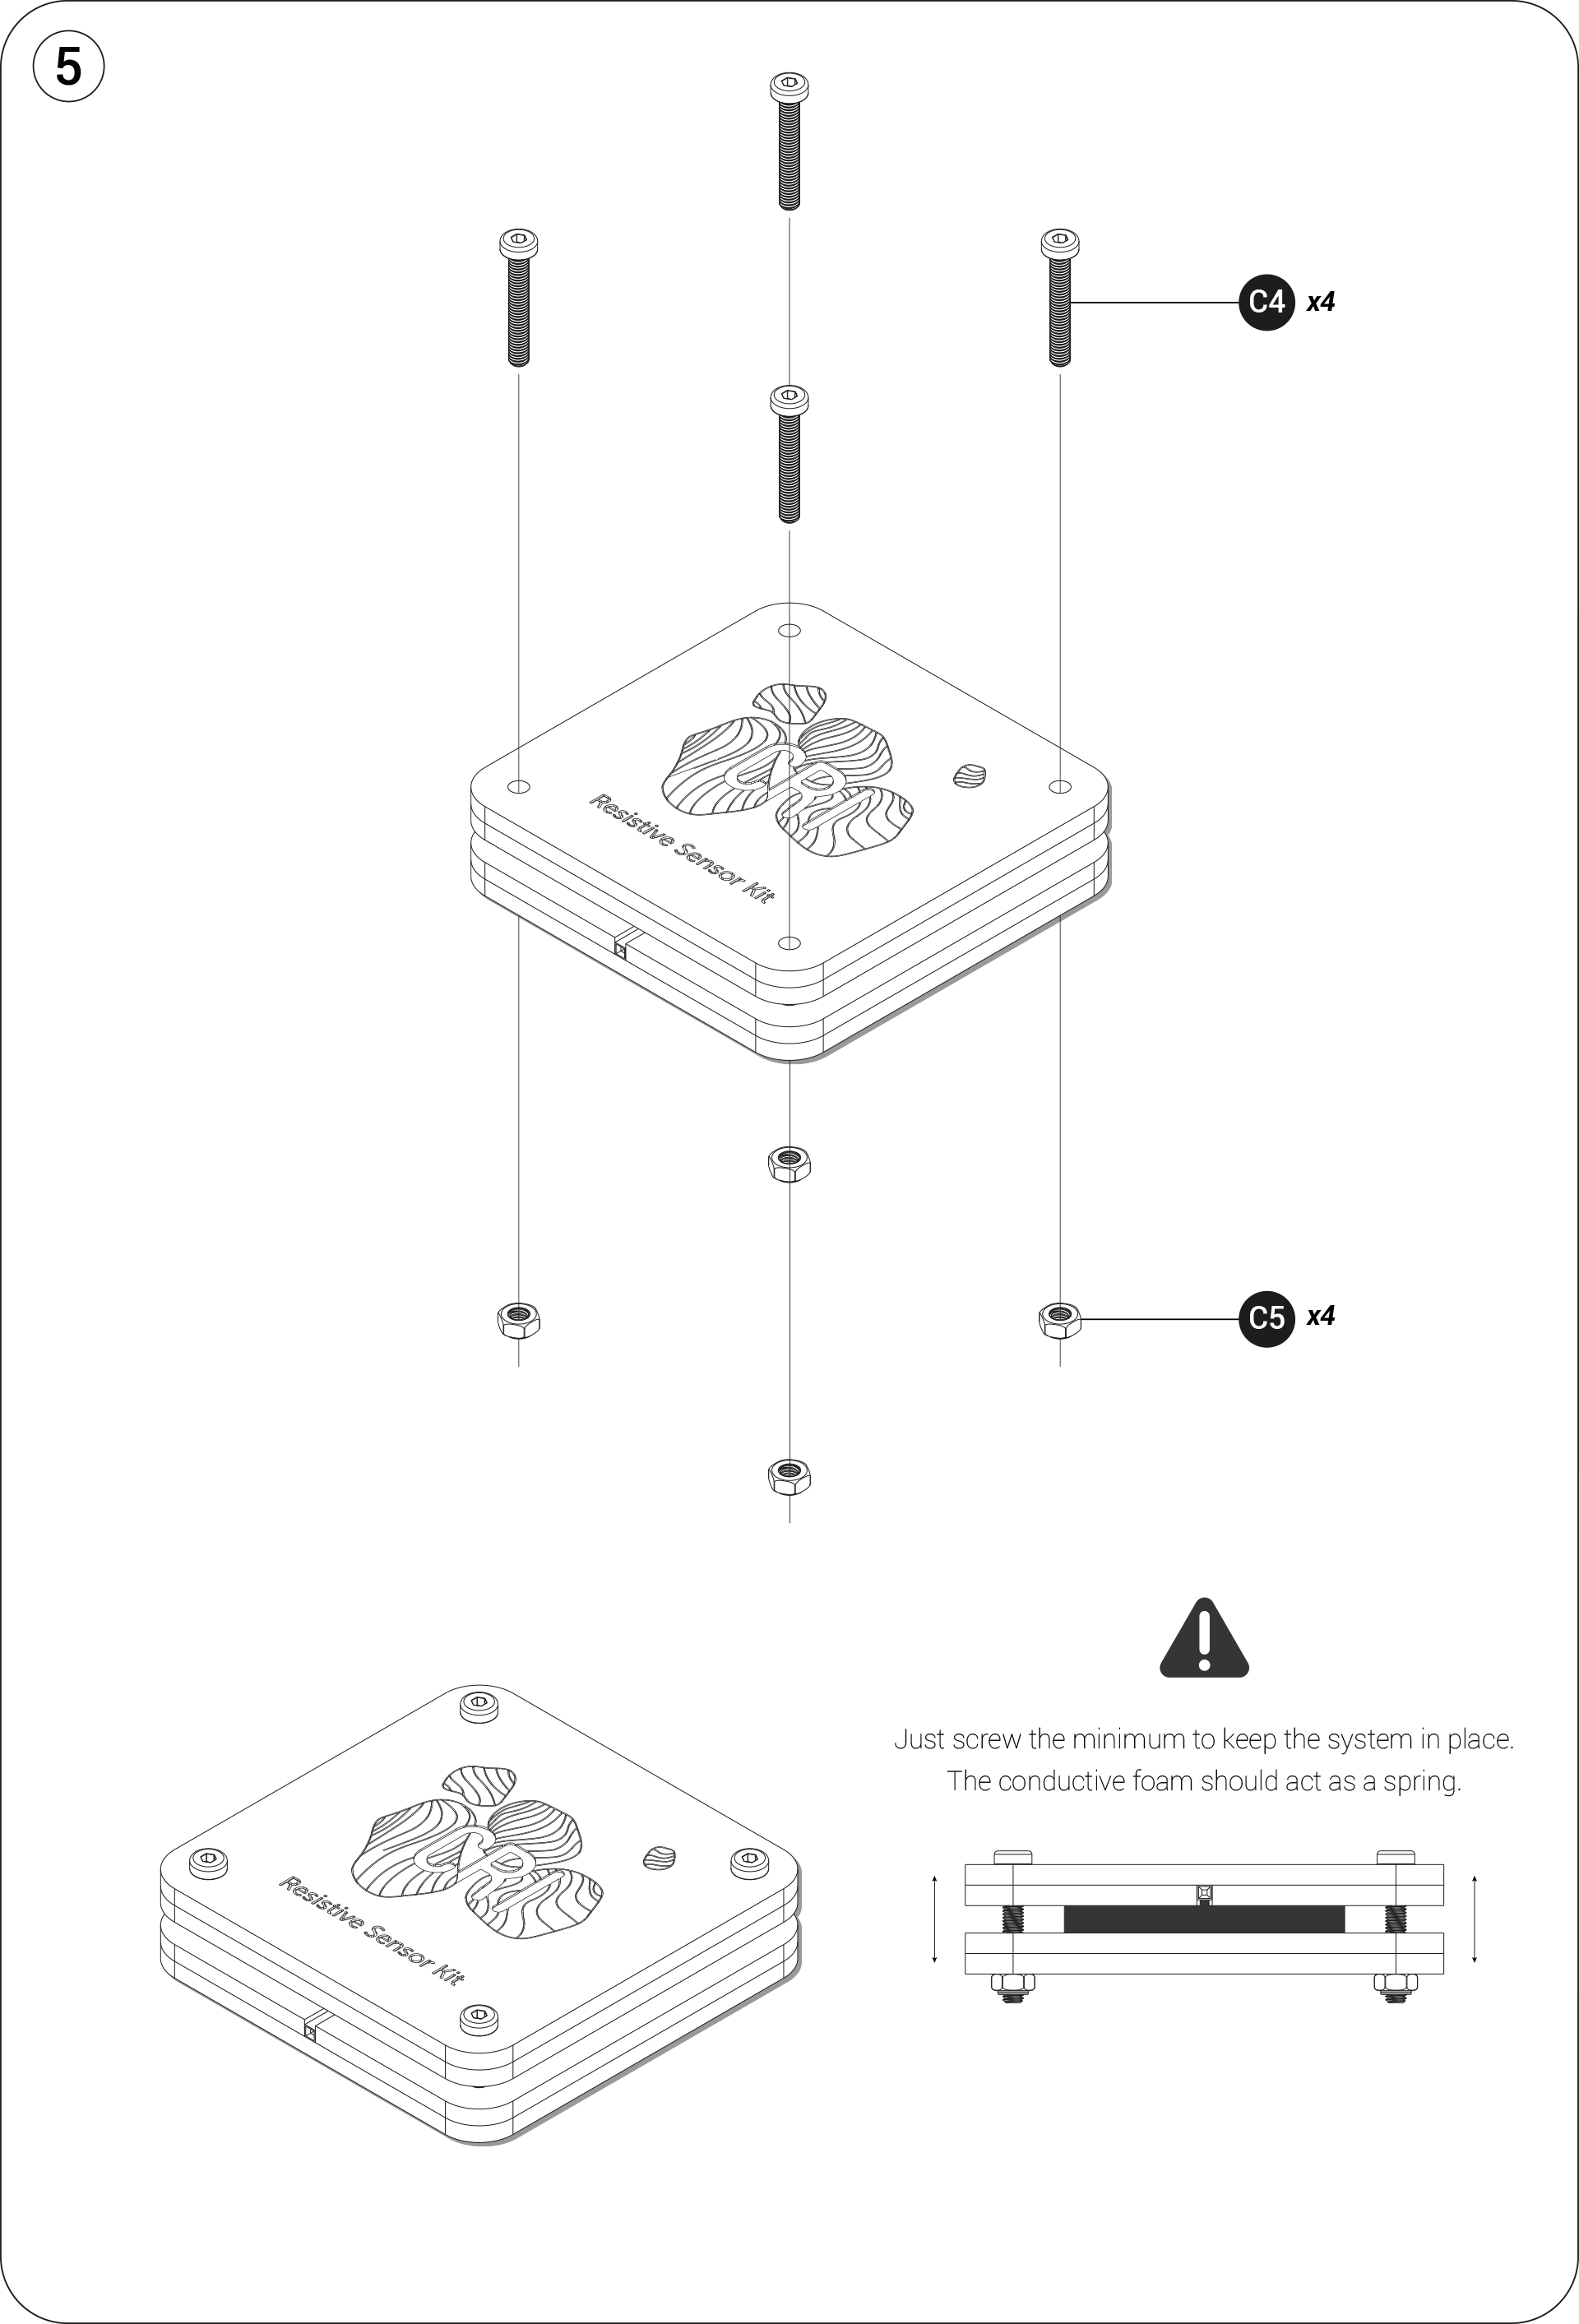 5
C4 x4
CRI
Resistive Sensor Kit
C5 x4
Just screw the minimum to keep the system in place.
The conductive foam should act as a spring.
CRI
Resistive Sensor Kit